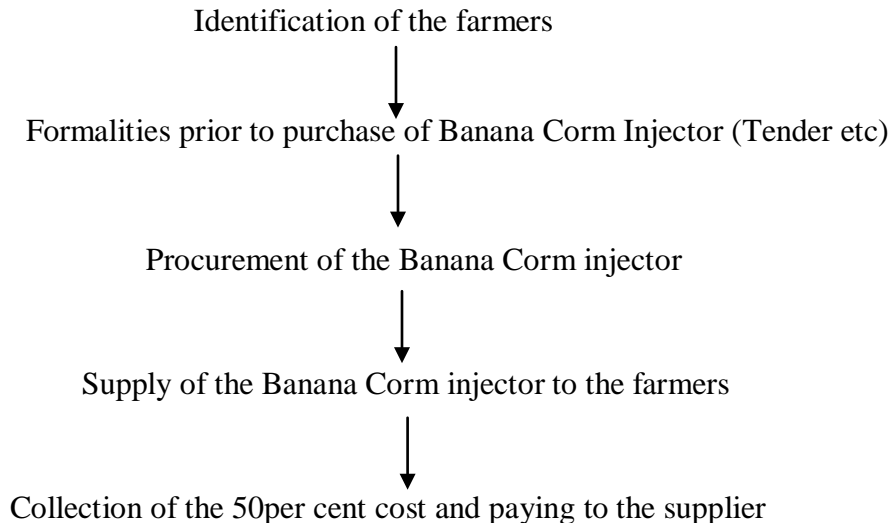 Identification of the farmers
Formalities prior to purchase of Banana Corm Injector (Tender etc)
Procurement of the Banana Corm injector
Supply of the Banana Corm injector to the farmers
Collection of the 50per cent cost and paying to the supplier